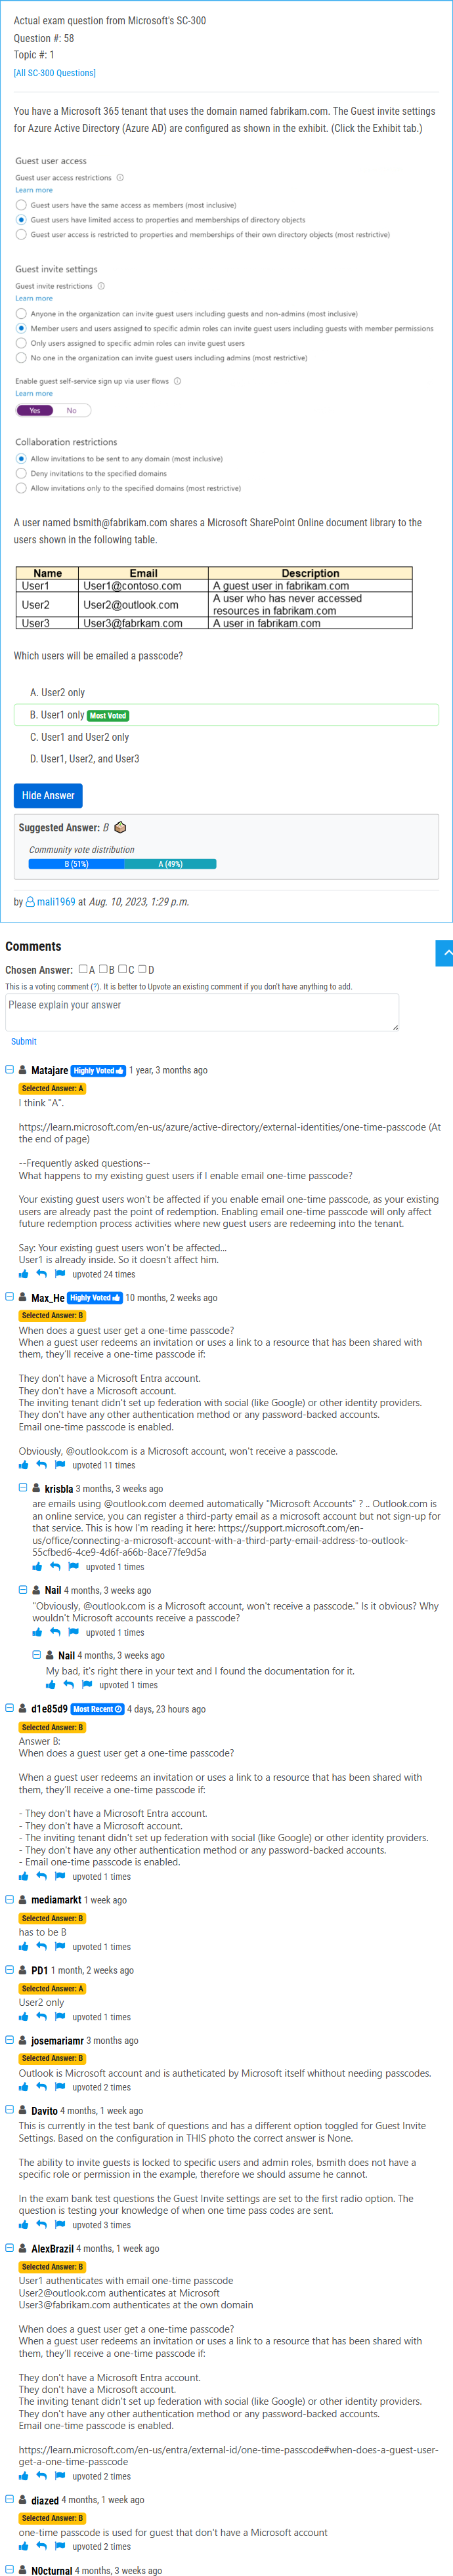 Actual exam question from Microsoft's SC-300
Question #: 58
Topic #: 1
[All SC-300 Questions]
You have a Microsoft 365 tenant that uses the domain named fabrikam.com. The Guest invite settings
for Azure Active Directory (Azure AD) are configured as shown in the exhibit. (Click the Exhibit tab.)
Guest user access
Guest user access restrictions
Learn more
Guest users have the same access as members (most inclusive)
Guest users have limited access to properties and memberships of directory objects
Guest user access is restricted to properties and memberships of their own directory objects (most restrictive)
Guest invite settings
Guest invite restrictions
Learn more
Anyone in the organization can invite guest users including guests and non-admins (most inclusive)
Member users and users assigned to specific admin roles can invite guest users including guests with member permissions
Only users assigned to specific admin roles can invite guest users
No one in the organization can invite guest users including admins (most restrictive)
Enable guest self-service sign up via user flows
Learn more
Yes No
Collaboration restrictions
Allow invitations to be sent to any domain (most inclusive)
Deny invitations to the specified domains
Allow invitations only to the specified domains (most restrictive)
A user named bsmith@fabrikam.com shares a Microsoft SharePoint Online document library to the
users shown in the following table.
Name Email Description
User1 User1@contoso.com A guest user in fabrikam.com
User2 User2@outlook.com A user who has never accessed
resources in fabrikam.com
User3 User3@fabrkam.com A user in fabrikam.com
Which users will be emailed a passcode?
A. User2 only
B. User1 only Most Voted
C. User1 and User2 only
D. User1, User2, and User3
Hide Answer
Suggested Answer: B
Community vote distribution
B (51%) A (49%)
by mali1969 at Aug. 10, 2023, 1:29 p.m.
Comments
Chosen Answer: A B C D
This is a voting comment (?). It is better to Upvote an existing comment if you don't have anything to add.
Please explain your answer
Submit
Matajare Highly Voted 1 year, 3 months ago
Selected Answer: A
I think "A".
https://learn.microsoft.com/en-us/azure/active-directory/external-identities/one-time-passcode (At
the end of page)
--Frequently asked questions--
What happens to my existing guest users if I enable email one-time passcode?
Your existing guest users won't be affected if you enable email one-time passcode, as your existing
users are already past the point of redemption. Enabling email one-time passcode will only affect
future redemption process activities where new guest users are redeeming into the tenant.
Say: Your existing guest users won't be affected...
User1 is already inside. So it doesn't affect him.
upvoted 24 times
Max_He Highly Voted 10 months, 2 weeks ago
Selected Answer: B
When does a guest user get a one-time passcode?
When a guest user redeems an invitation or uses a link to a resource that has been shared with
them, they'll receive a one-time passcode if:
They don't have a Microsoft Entra account.
They don't have a Microsoft account.
The inviting tenant didn't set up federation with social (like Google) or other identity providers.
They don't have any other authentication method or any password-backed accounts.
Email one-time passcode is enabled.
Obviously, @outlook.com is a Microsoft account, won't receive a passcode.
upvoted 11 times
krisbla 3 months, 3 weeks ago
are emails using @outlook.com deemed automatically "Microsoft Accounts" ? .. Outlook.com is
an online service, you can register a third-party email as a microsoft account but not sign-up for
that service. This is how I'm reading it here: https://support.microsoft.com/en-
us/office/connecting-a-microsoft-account-with-a-third-party-email-address-to-outlook-
55cfbed6-4ce9-4d6f-a66b-8ace77fe9d5a
upvoted 1 times
Nail 4 months, 3 weeks ago
"Obviously, @outlook.com is a Microsoft account, won't receive a passcode." Is it obvious? Why
wouldn't Microsoft accounts receive a passcode?
upvoted 1 times
Nail 4 months, 3 weeks ago
My bad, it's right there in your text and I found the documentation for it.
upvoted 1 times
d1e85d9 Most Recent 4 days, 23 hours ago
Selected Answer: B
Answer B:
When does a guest user get a one-time passcode?
When a guest user redeems an invitation or uses a link to a resource that has been shared with
them, they'll receive a one-time passcode if:
- They don't have a Microsoft Entra account.
- They don't have a Microsoft account.
- The inviting tenant didn't set up federation with social (like Google) or other identity providers.
- They don't have any other authentication method or any password-backed accounts.
- Email one-time passcode is enabled.
upvoted 1 times
mediamarkt 1 week ago
Selected Answer: B
has to be B
upvoted 1 times
PD1 1 month, 2 weeks ago
Selected Answer: A
User2 only
upvoted 1 times
josemariamr 3 months ago
Selected Answer: B
Outlook is Microsoft account and is autheticated by Microsoft itself whithout needing passcodes.
upvoted 2 times
Davito 4 months, 1 week ago
This is currently in the test bank of questions and has a different option toggled for Guest Invite
Settings. Based on the configuration in THIS photo the correct answer is None.
The ability to invite guests is locked to specific users and admin roles, bsmith does not have a
specific role or permission in the example, therefore we should assume he cannot.
In the exam bank test questions the Guest Invite settings are set to the first radio option. The
question is testing your knowledge of when one time pass codes are sent.
upvoted 3 times
AlexBrazil 4 months, 1 week ago
Selected Answer: B
User1 authenticates with email one-time passcode
User2@outlook.com authenticates at Microsoft
User3@fabrikam.com authenticates at the own domain
When does a guest user get a one-time passcode?
When a guest user redeems an invitation or uses a link to a resource that has been shared with
them, they'll receive a one-time passcode if:
They don't have a Microsoft Entra account.
They don't have a Microsoft account.
The inviting tenant didn't set up federation with social (like Google) or other identity providers.
They don't have any other authentication method or any password-backed accounts.
Email one-time passcode is enabled.
https://learn.microsoft.com/en-us/entra/external-id/one-time-passcode#when-does-a-guest-user-
get-a-one-time-passcode
upvoted 2 times
diazed 4 months, 1 week ago
Selected Answer: B
one-time passcode is used for guest that don't have a Microsoft account
upvoted 2 times
N0cturnal 4 months, 3 weeks ago